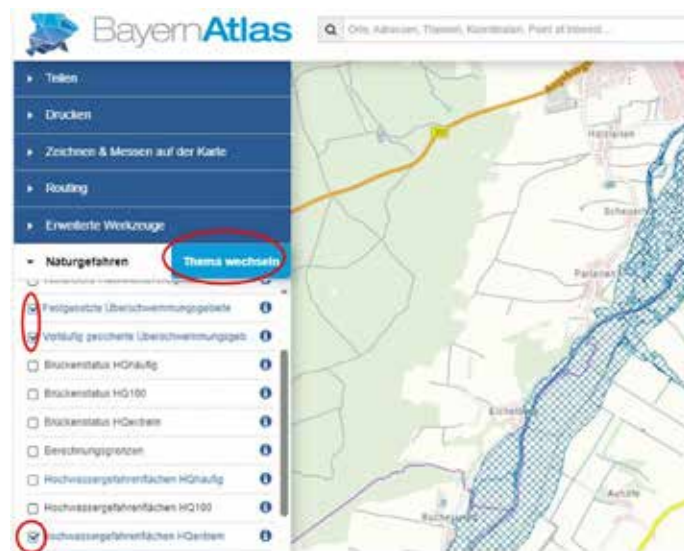 BayernAtlas
Orte, Adressen, Themen, Koordinaten, Point of Interest...
Teilen
Drucken
Zeichnen & Messen auf der Karte
Routing
Erweiterte Werkzeuge
Naturgefahren
Thema wechseln
Festgesetzte Überschwemmungsgebiete
Vorläufig gesicherte Überschwemmungsgeb
Brückenstatus HQhäufig
Brückenstatus HQ100
Brückenstatus HQextrem
Berechnungsgrenzen
Hochwassergefahrenflächen HQhäufig
Hochwassergefahrenflächen HQ100
Hochwassergefahrenflächen HQextrem